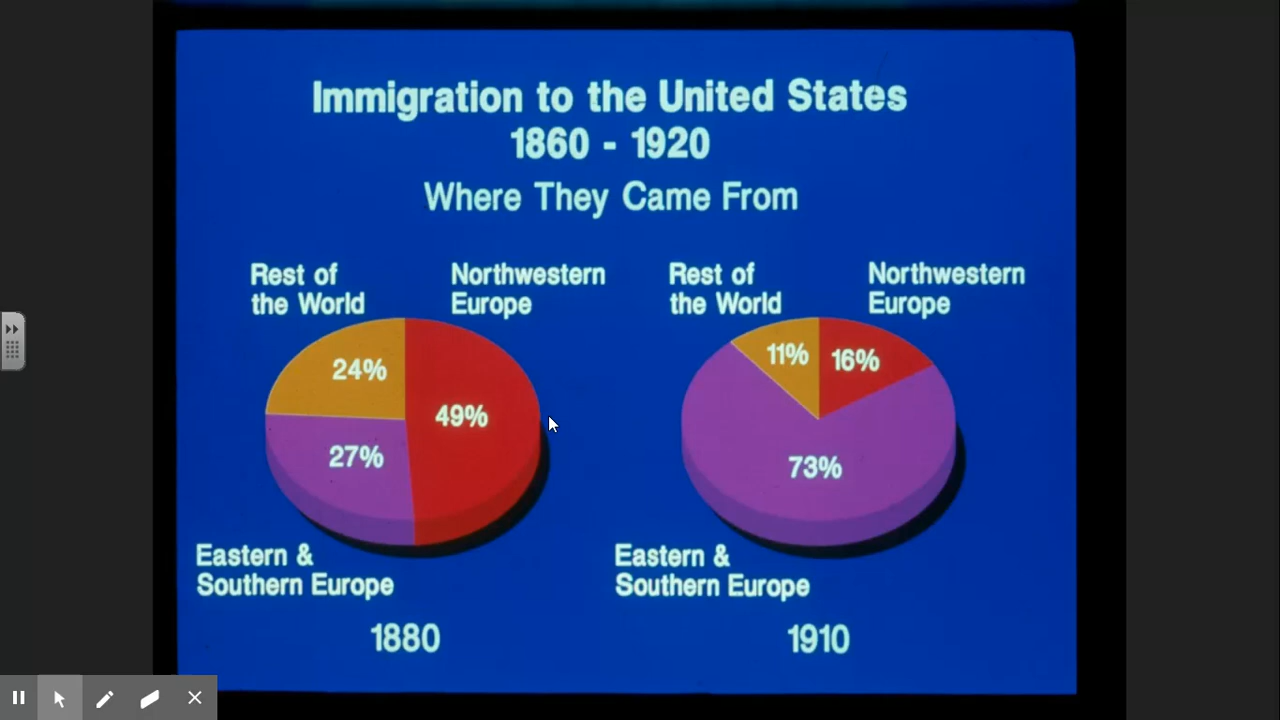 Immigration to the United States
1860 - 1920
Where They Came From
Rest of
the World
Northwestern
Europe
24%
49%
27%
Eastern &
Southern Europe
1880
Rest of
the World
Northwestern
Europe
11%
16%
73%
Eastern &
Southern Europe
1910